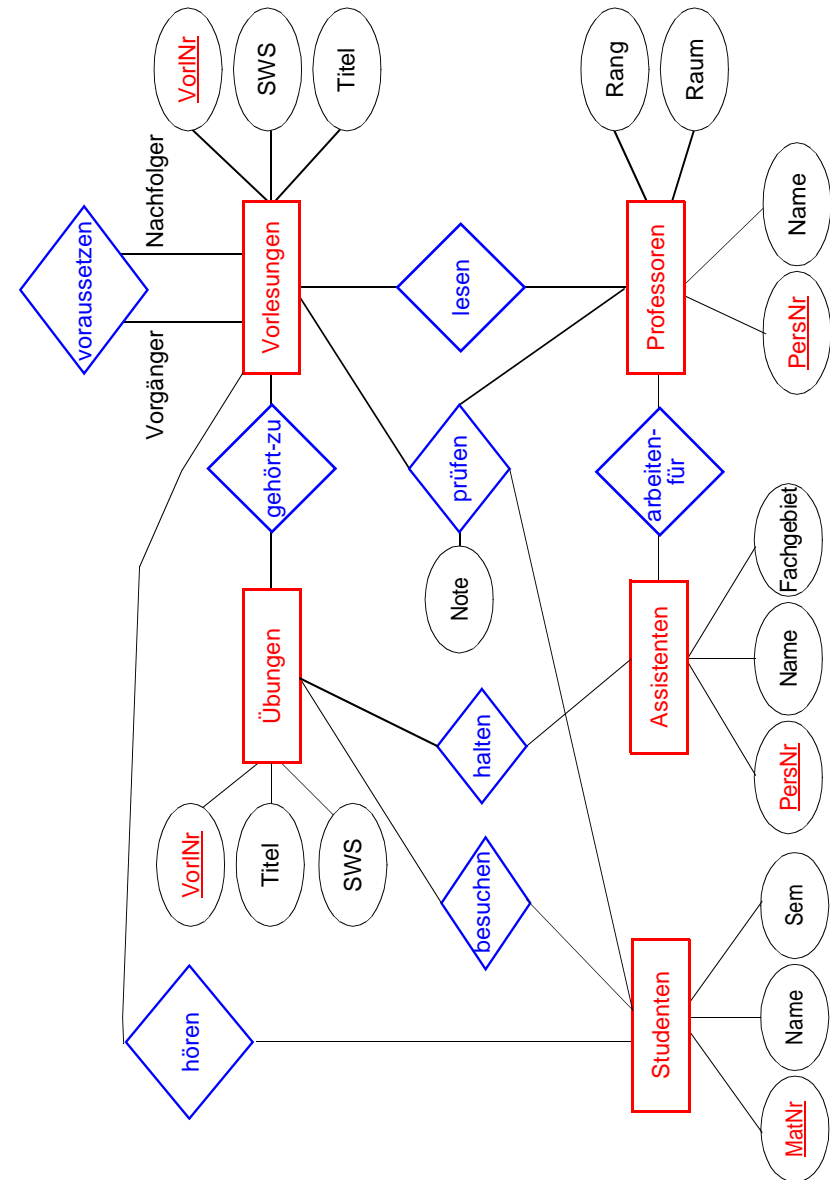 voraussetzen
Vorgänger
Nachfolger
hören
VorlNr
VorlNr
Titel
Übungen
gehört-zu
Vorlesungen
SWS
SWS
Titel
besuchen
halten
Note
prüfen
lesen
Rang
Studenten
Assistenten
arbeiten-
für
Professoren
Raum
MatNr
Name
Sem
PersNr
Name
Fachgebiet
PersNr
Name